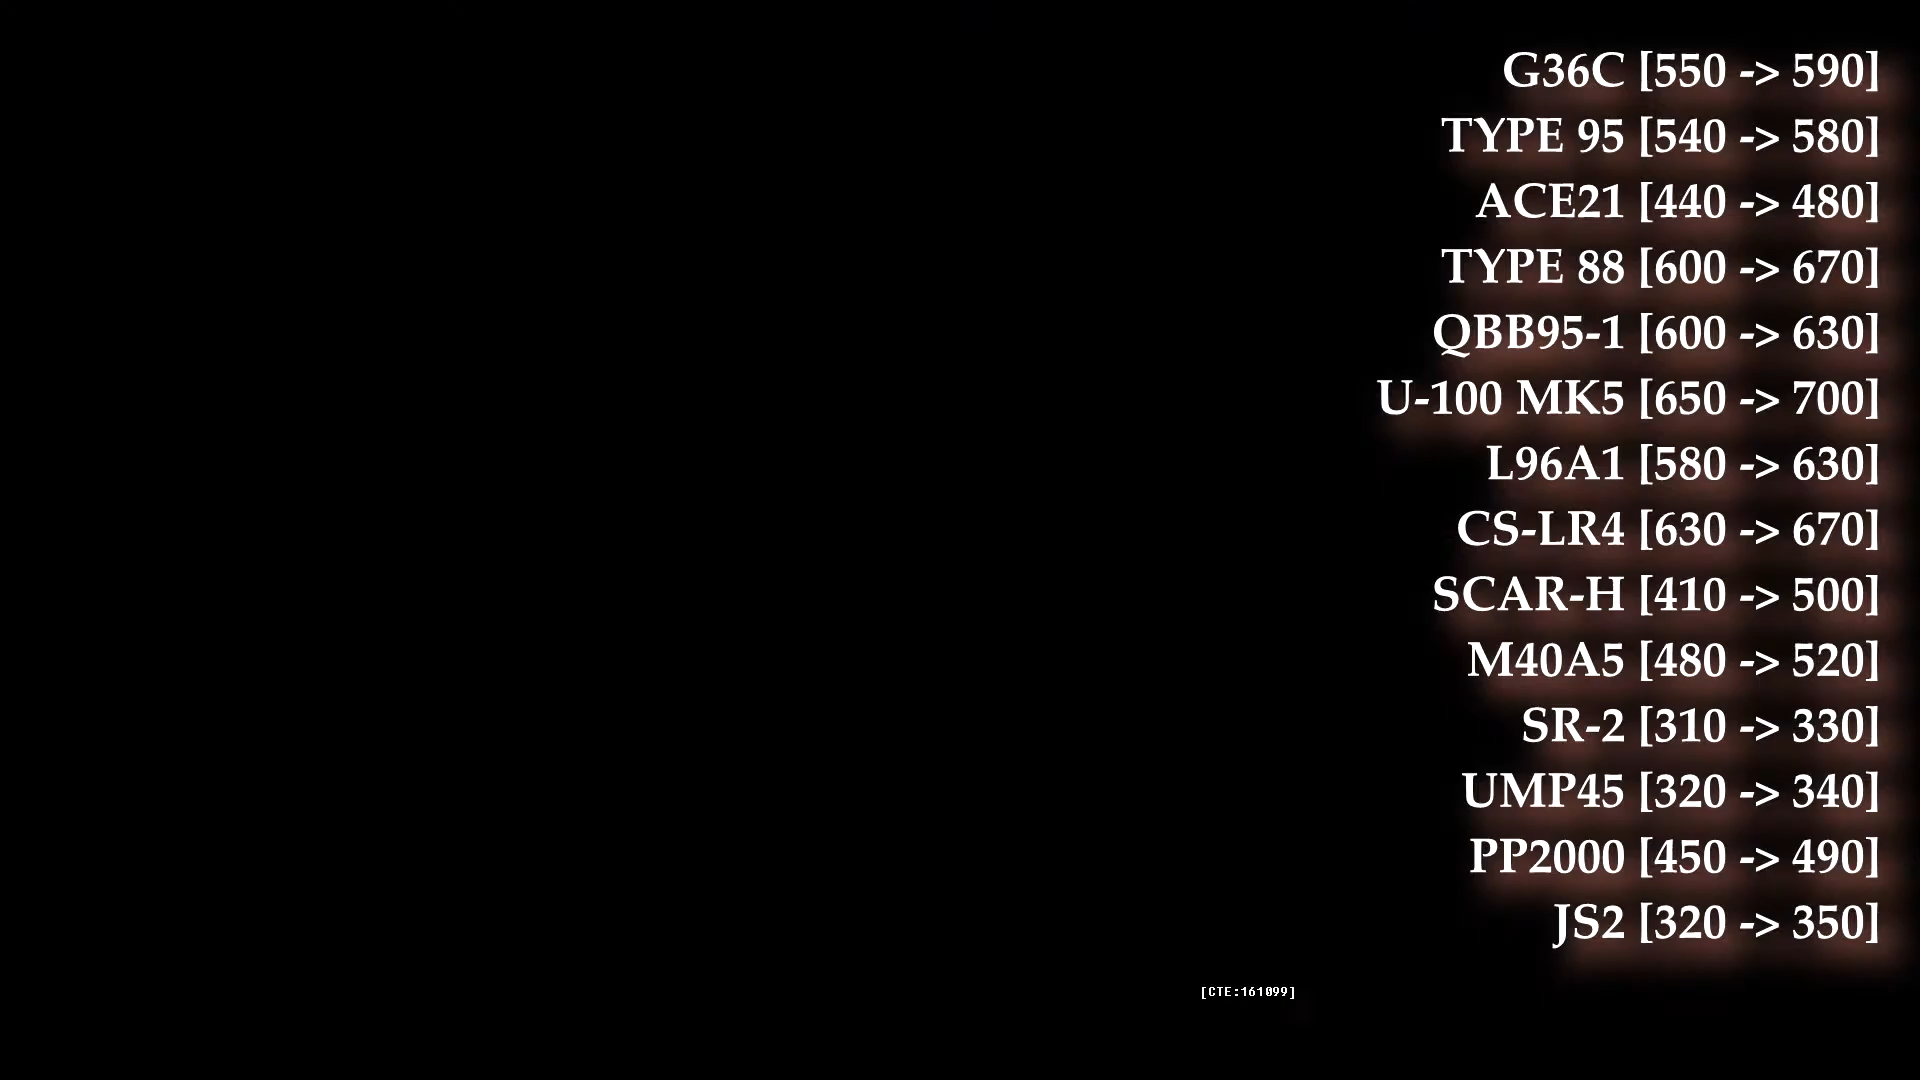 G36C [550 -> 590]
TYPE 95 [540 -> 580]
ACE21 [440 -> 480]
TYPE 88 [600 -> 670]
QBB95-1 [600 -> 630]
U-100 MK5 [650 -> 700]
L96A1 [580 -> 630]
CS-LR4 [630 -> 670]
SCAR-H [410 -> 500]
M40A5 [480 -> 520]
SR-2 [310 -> 330]
UMP45 [320 -> 340]
PP2000 [450 -> 490]
JS2 [320 -> 350]
[CTE:161099]